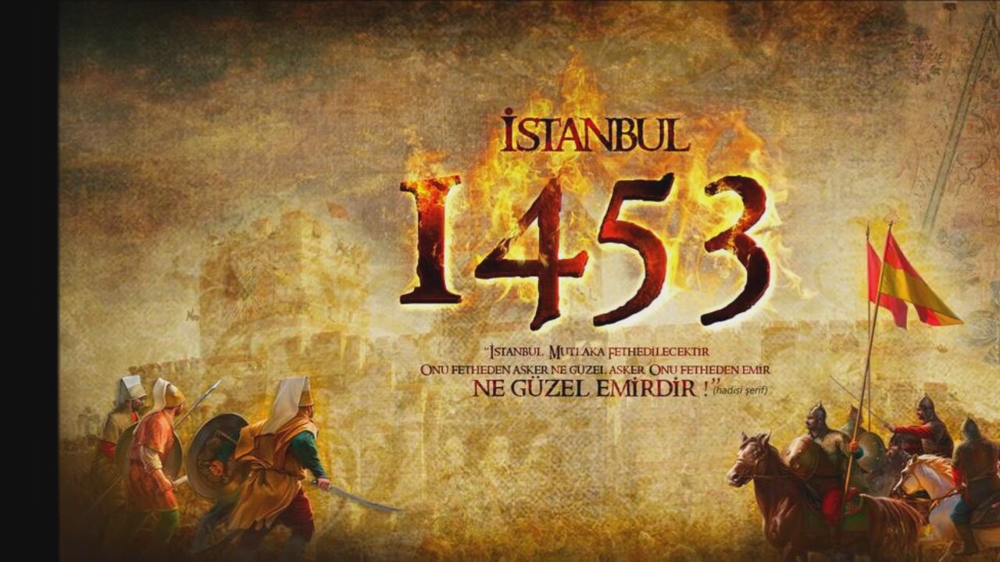 İSTANBUL
1453
“İSTANBUL MUTLAKA FETHEDİLECEKTİR
ONU FETHEDEN ASKER NE GÜZEL ASKER ONU FETHEDEN EMİR
NE GÜZEL EMİRDİR !” (hadisi şerif)